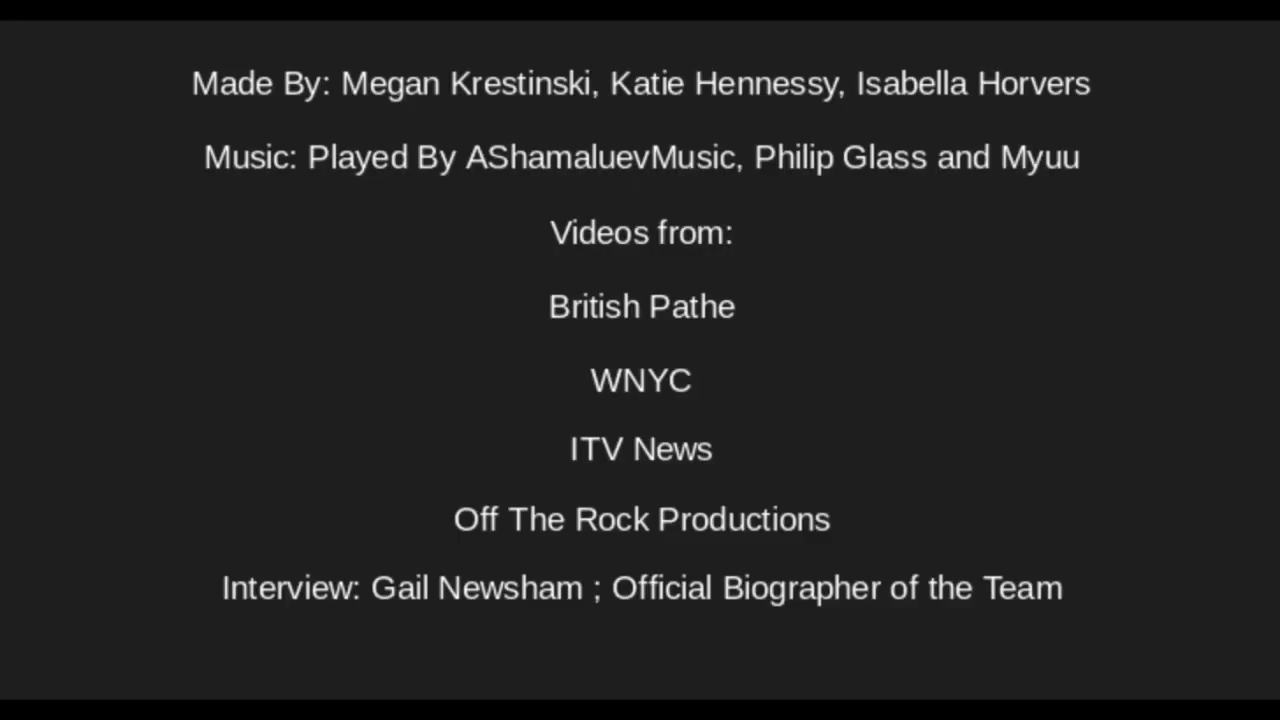 Made By: Megan Krestinski, Katie Hennessy, Isabella Horvers
Music: Played By AShamaluevMusic, Philip Glass and Myuu
Videos from:
British Pathe
WNYC
ITV News
Off The Rock Productions
Interview: Gail Newsham ; Official Biographer of the Team